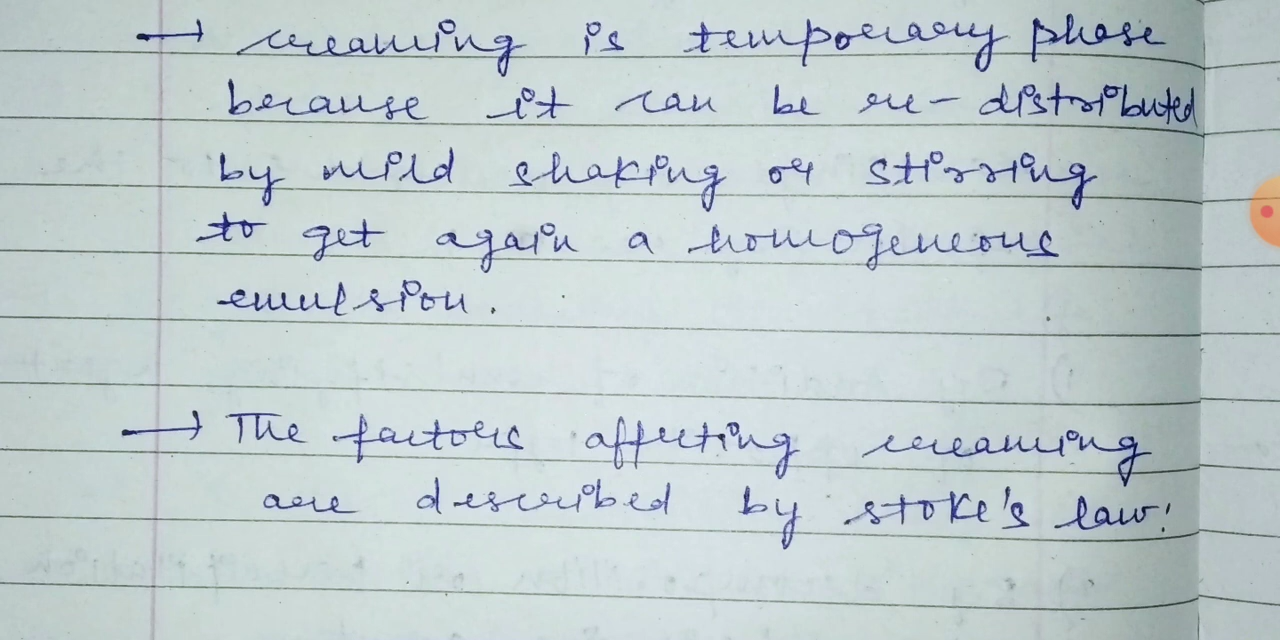 → creaming is temporary phase
because it can be re-distributed
by mild shaking or stirring
to get again a homogeneous
emulsion.
→ The factors affecting creaming
are described by stoke's law: